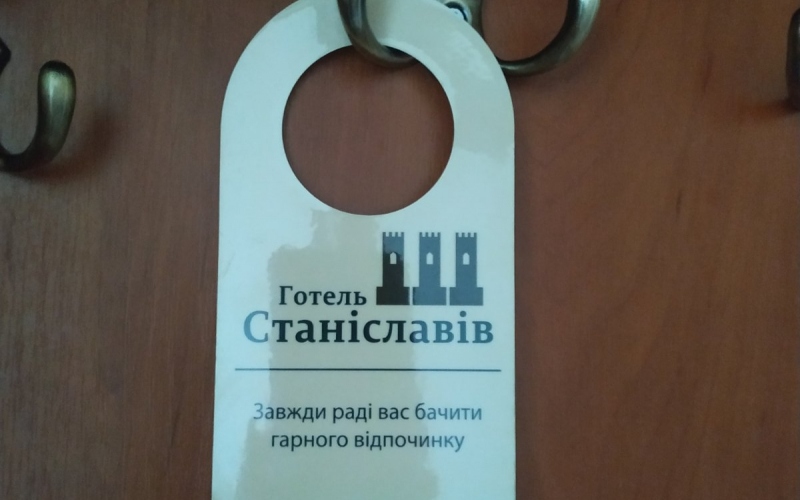 Готель
Станіславів
Завжди раді вас бачити
гарного відпочинку